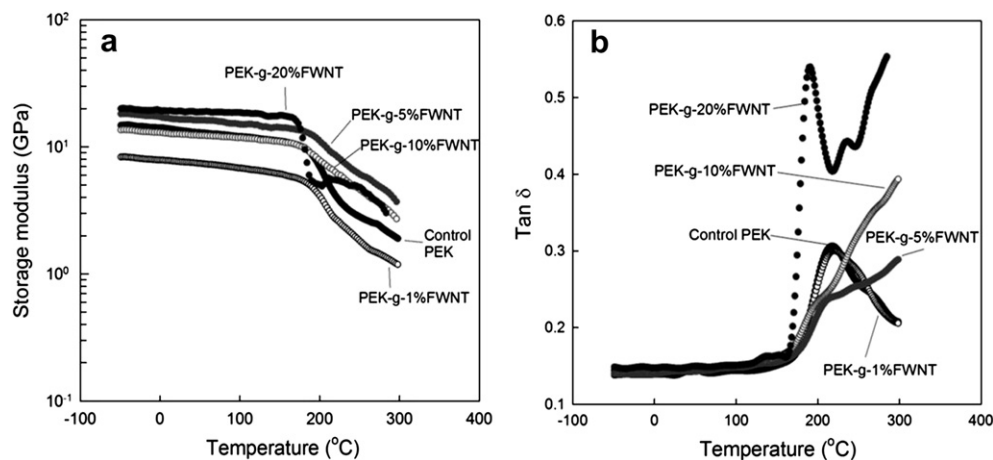 a
10²
10¹
10⁰
10⁻¹
Storage modulus (GPa)
PEK-g-20%FWNT
PEK-g-5%FWNT
PEK-g-10%FWNT
Control
PEK
PEK-g-1%FWNT
-100 0 100 200 300 400
Temperature (°C)
b
0.6
0.5
0.4
0.3
0.2
0.1
Tan δ
PEK-g-20%FWNT
PEK-g-10%FWNT
Control PEK
PEK-g-5%FWNT
PEK-g-1%FWNT
-100 0 100 200 300 400
Temperature (°C)